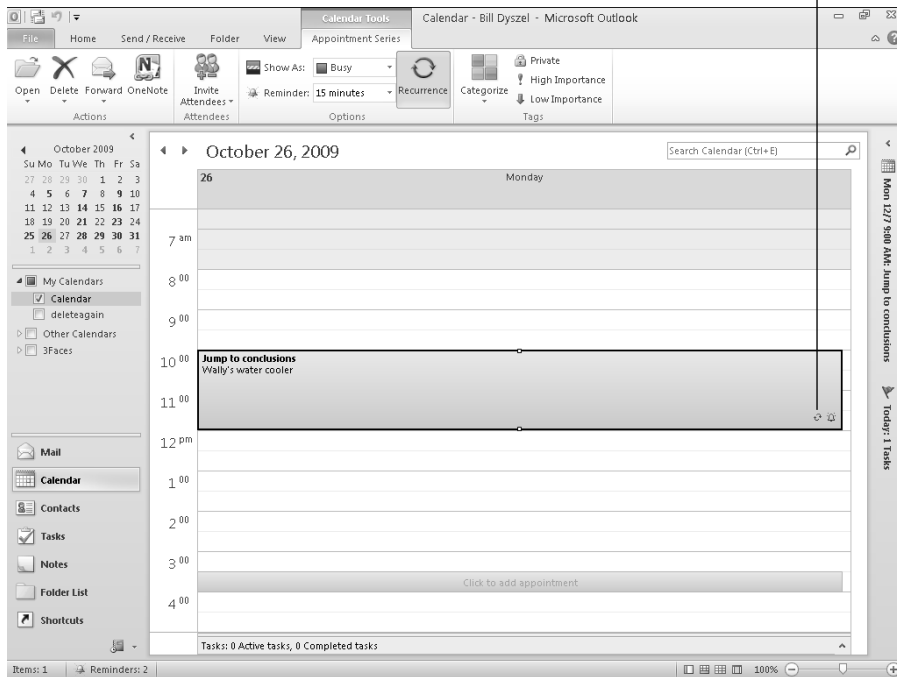 Calendar Tools
Calendar - Bill Dyszel - Microsoft Outlook
File Home Send / Receive Folder View Appointment Series
Open Delete Forward OneNote
Actions
Invite Attendees
Attendees
Show As: Busy
Reminder: 15 minutes
Recurrence
Options
Categorize
Private
High Importance
Low Importance
Tags
October 2009
Su Mo Tu We Th Fr Sa
27 28 29 30 1 2 3
4 5 6 7 8 9 10
11 12 13 14 15 16 17
18 19 20 21 22 23 24
25 26 27 28 29 30 31
1 2 3 4 5 6 7
My Calendars
Calendar
deleteagain
Other Calendars
3Faces
Mail
Calendar
Contacts
Tasks
Notes
Folder List
Shortcuts
October 26, 2009
Search Calendar (Ctrl+E)
26 Monday
7 am
8 00
9 00
10 00
Jump to conclusions
Wally's water cooler
11 00
12 pm
1 00
2 00
3 00
Click to add appointment
4 00
Tasks: 0 Active tasks, 0 Completed tasks
Mon 12/7 9:00 AM: Jump to conclusions
Today: 1 Tasks
Items: 1 Reminders: 2
100%